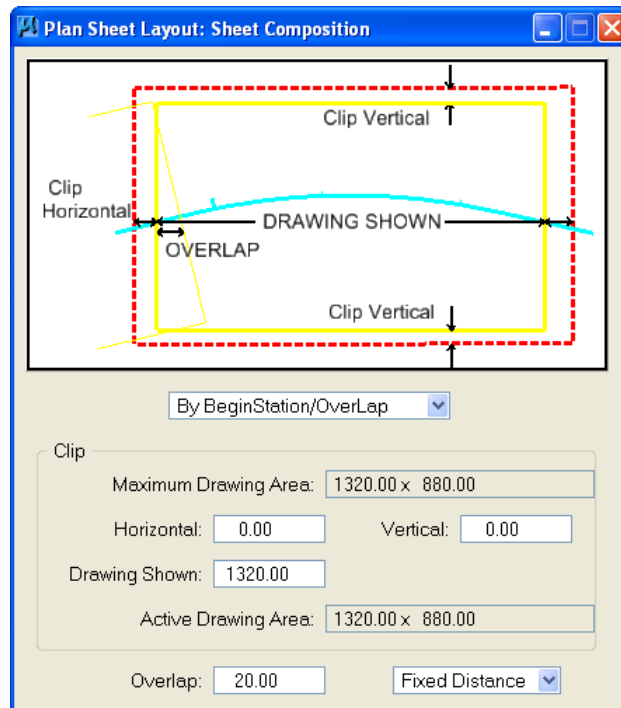 Plan Sheet Layout: Sheet Composition
Clip Vertical
Clip
Horizontal
DRAWING SHOWN
OVERLAP
Clip Vertical
By BeginStation/OverLap
Clip
Maximum Drawing Area: 1320.00 x 880.00
Horizontal: 0.00 Vertical: 0.00
Drawing Shown: 1320.00
Active Drawing Area: 1320.00 x 880.00
Overlap: 20.00 Fixed Distance